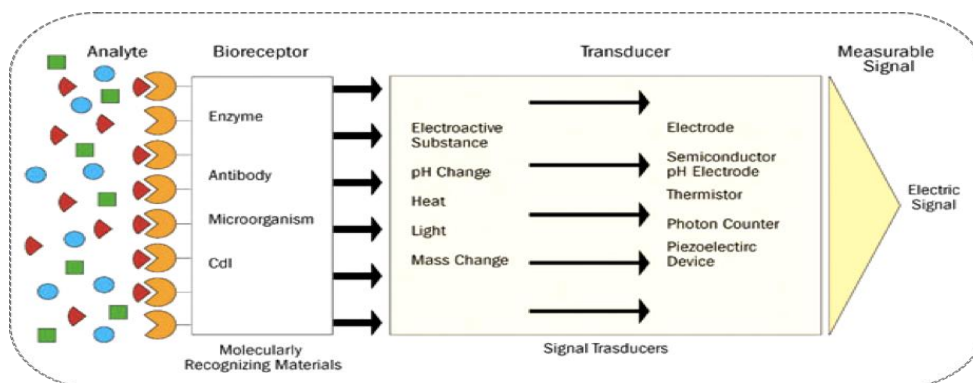 Analyte
Bioreceptor
Transducer
Measurable
Signal
Enzyme
Antibody
Microorganism
Cdl
Electroactive
Substance
pH Change
Heat
Light
Mass Change
Electrode
Semiconductor
pH Electrode
Thermistor
Photon Counter
Piezoelectirc
Device
Electric
Signal
Molecularly
Recognizing Materials
Signal Trasducers